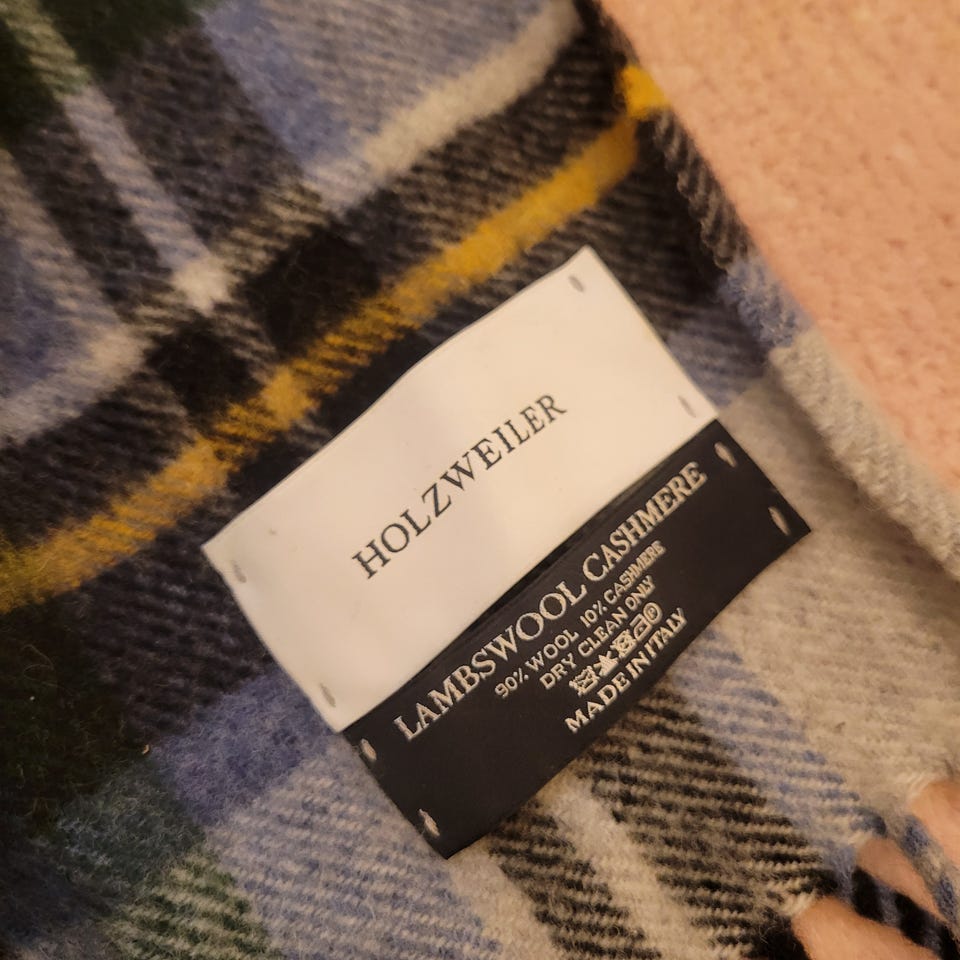 HOLZWEILER
LAMBSWOOL CASHMERE
90% WOOL 10% CASHMERE
DRY CLEAN ONLY
MADE IN ITALY